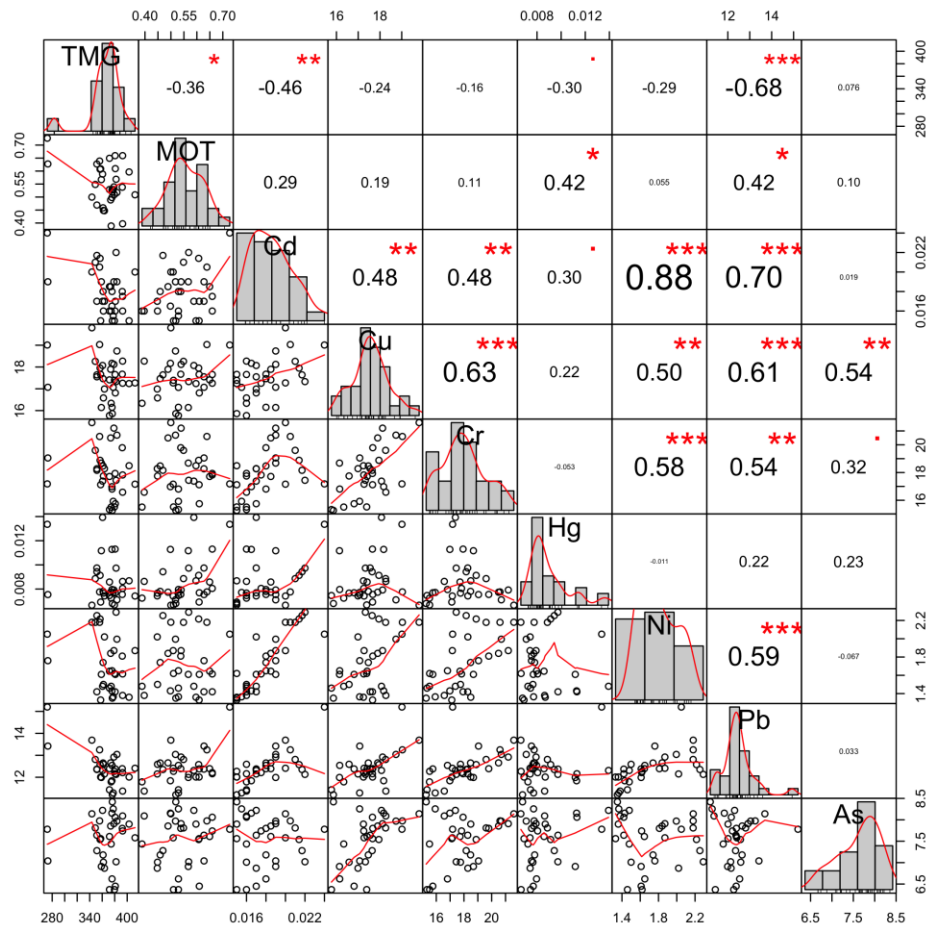 0.40 0.55 0.70 16 18 0.008 0.012 12 14
TMG * ** . ***
-0.36 -0.46 -0.24 -0.16 -0.30 -0.29 -0.68 0.076
280 340 400
0.40 0.55 0.70
MOT * *
0.29 0.19 0.11 0.42 0.055 0.42 0.10
Cd ** ** . *** ***
0.48 0.48 0.30 0.88 0.70 0.019
0.016 0.022
16 18
Cu *** ** *** **
0.63 0.22 0.50 0.61 0.54
Cr *** ** .
-0.053 0.58 0.54 0.32
16 18 20
0.008 0.012
Hg
-0.011 0.22 0.23
Ni ***
0.59 -0.067
1.4 1.8 2.2
12 14
Pb
0.033
As
6.5 7.5 8.5
280 340 400 0.016 0.022 16 18 20 1.4 1.8 2.2 6.5 7.5 8.5